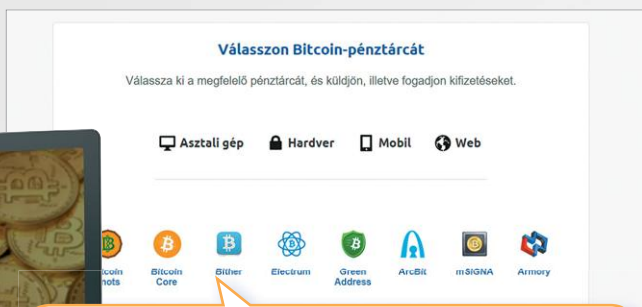 Válasszon Bitcoin-pénztárcát
Válassza ki a megfelelő pénztárcát, és küldjön, illetve fogadjon kifizetéseket.
Asztali gép Hardver Mobil Web
Bitcoin Bither Electrum Green ArcBit mSIGNA Armory
Core Address